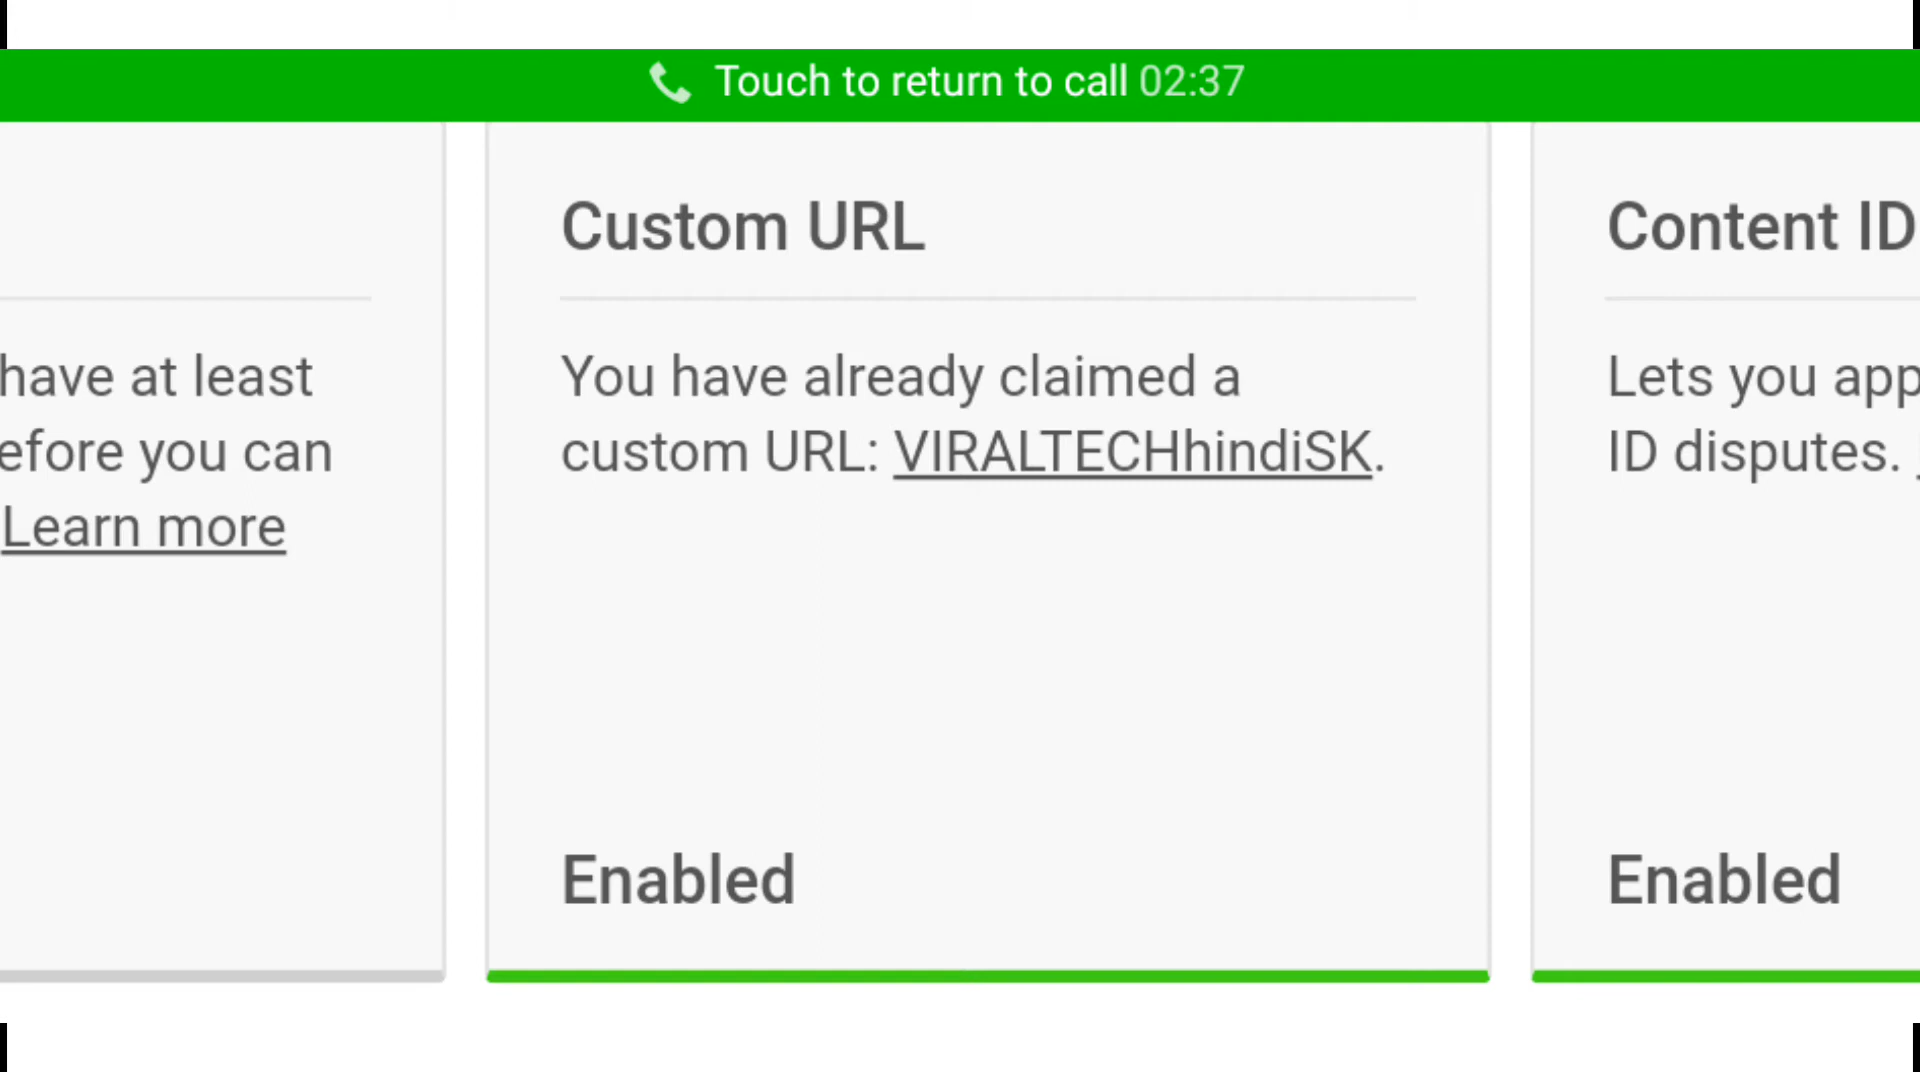 Touch to return to call 02:37
have at least
efore you can
Learn more
Custom URL
You have already claimed a
custom URL: VIRALTECHhindiSK.
Enabled
Content ID
Lets you app
ID disputes.
Enabled